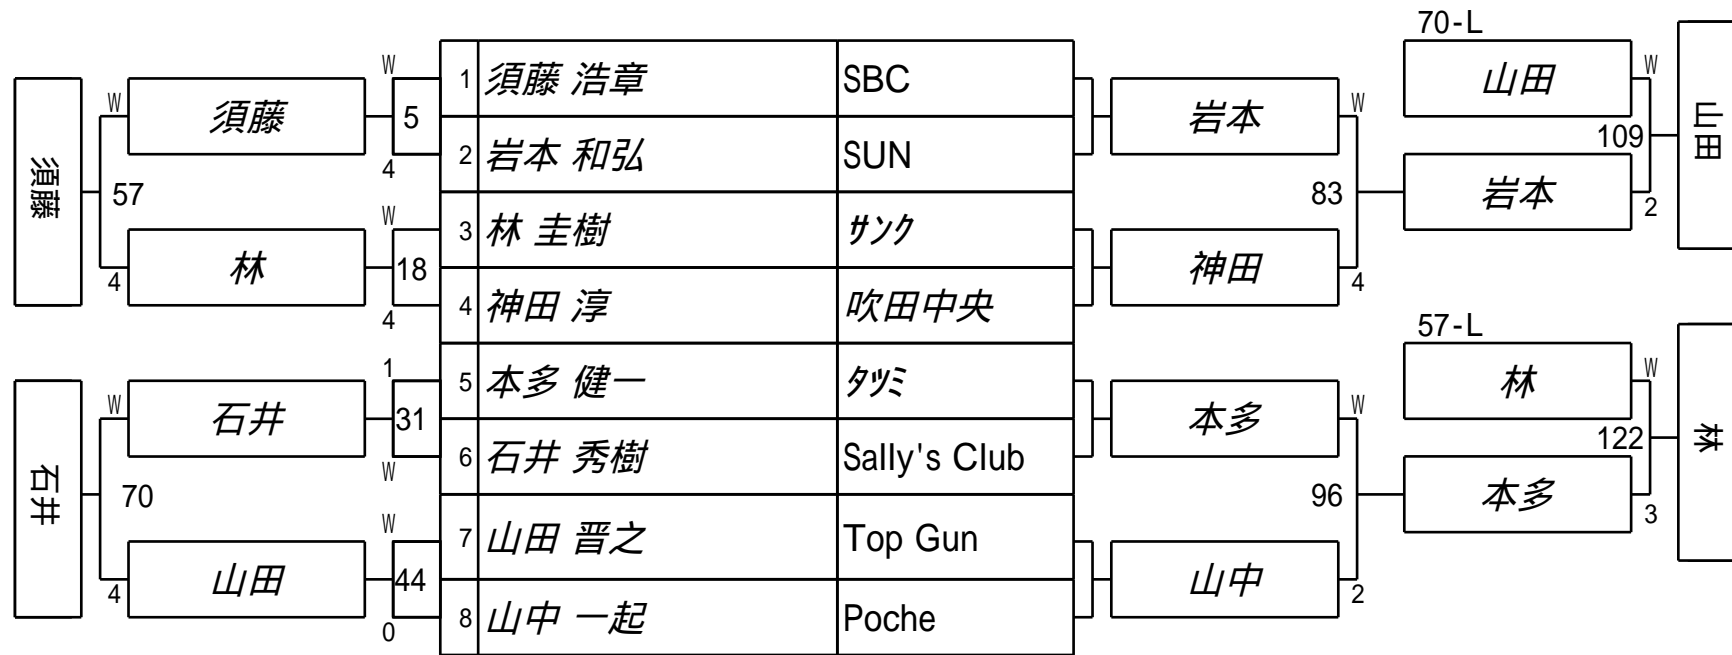 70-L
W
1 須藤 浩章 SBC
山田
W
W
須藤
5
岩本
W
山田
109
2 岩本 和弘 SUN
4
須藤
57
83
岩本
2
W
3 林 圭樹 サンク
4
林
18
神田
4
4 神田 淳 吹田中央
4
57-L
1
5 本多 健一 タツミ
林
W
W
石井
31
本多
W
林
122
6 石井 秀樹 Sally's Club
W
石井
70
96
本多
3
W
7 山田 晋之 Top Gun
4
山田
44
山中
2
8 山中 一起 Poche
0